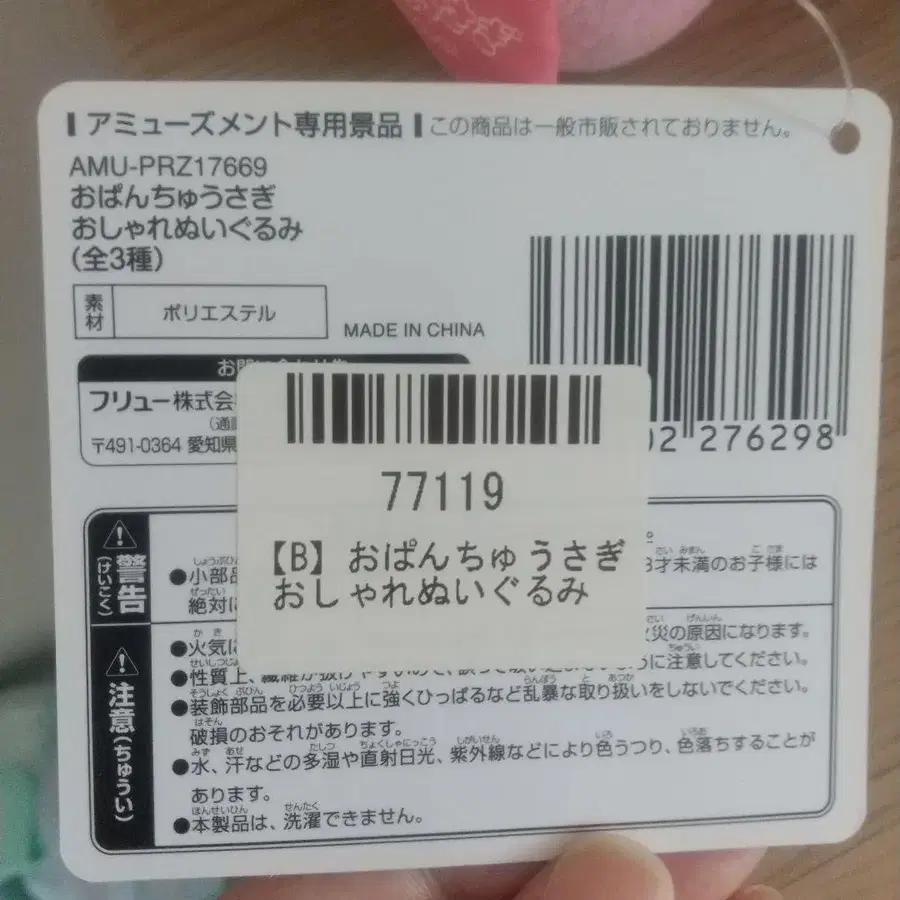 アミューズメント専用景品 この商品は一般市販されておりません。
AMU-PRZ17669
おぱんちゅうさぎ
おしゃれぬいぐるみ
(全3種)
素材 ポリエステル
MADE IN CHINA
フリュー株式会
〒491-0364 愛知県
02 276298
77119
【B】おぱんちゅうさぎ
おしゃれぬいぐるみ
警告(けいこく)
●小部品
3才未満のお子様には
絶対に
注意(ちゅうい)
●火気に
火災の原因になります。
●性質上、
に注意してください。
●装飾部品を必要以上に強くひっぱるなど乱暴な取り扱いをしないでください。
破損のおそれがあります。
●水、汗などの多湿や直射日光、紫外線などにより色うつり、色落ちすることが
あります。
●本製品は、洗濯できません。